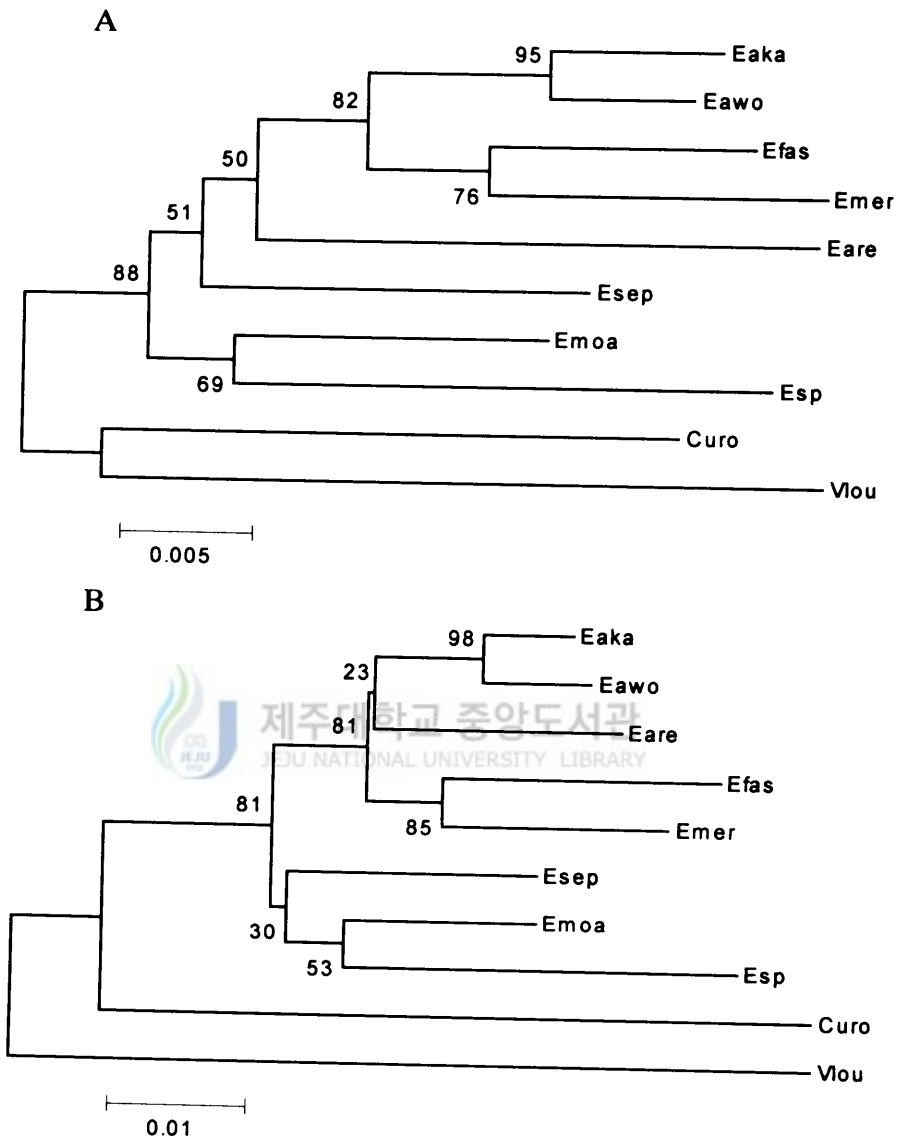 A
95
Eaka
Eawo
82
Efas
50
76
Emer
51
Eare
88
Esep
Emoa
69
Esp
Curo
Vlou
0.005
B
98
Eaka
23
Eawo
81
제주대학교 중앙도서관
Eare
JEJU NATIONAL UNIVERSITY LIBRARY
JEJU
Efas
81
85
Emer
Esep
30
Emoa
53
Esp
Curo
Vlou
0.01